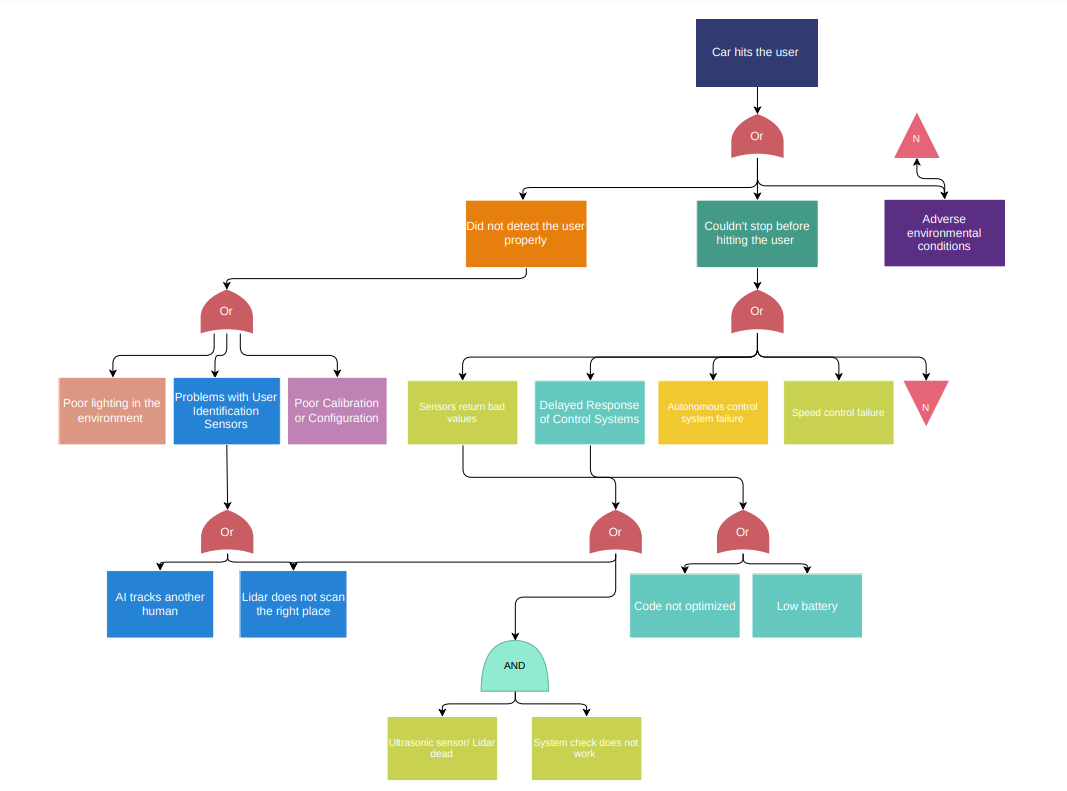 Car hits the user
Or
N
Did not detect the user
properly
Couldn't stop before
hitting the user
Adverse
environmental
conditions
Or
Or
Poor lighting in the
environment
Problems with User
Identification
Sensors
Poor Calibration
or Configuration
Sensors return bad
values
Delayed Response
of Control Systems
Autonomous control
system failure
Speed control failure
N
Or
Or
Or
AI tracks another
human
Lidar does not scan
the right place
Code not optimized
Low battery
AND
Ultrasonic sensor/ Lidar
dead
System check does not
work